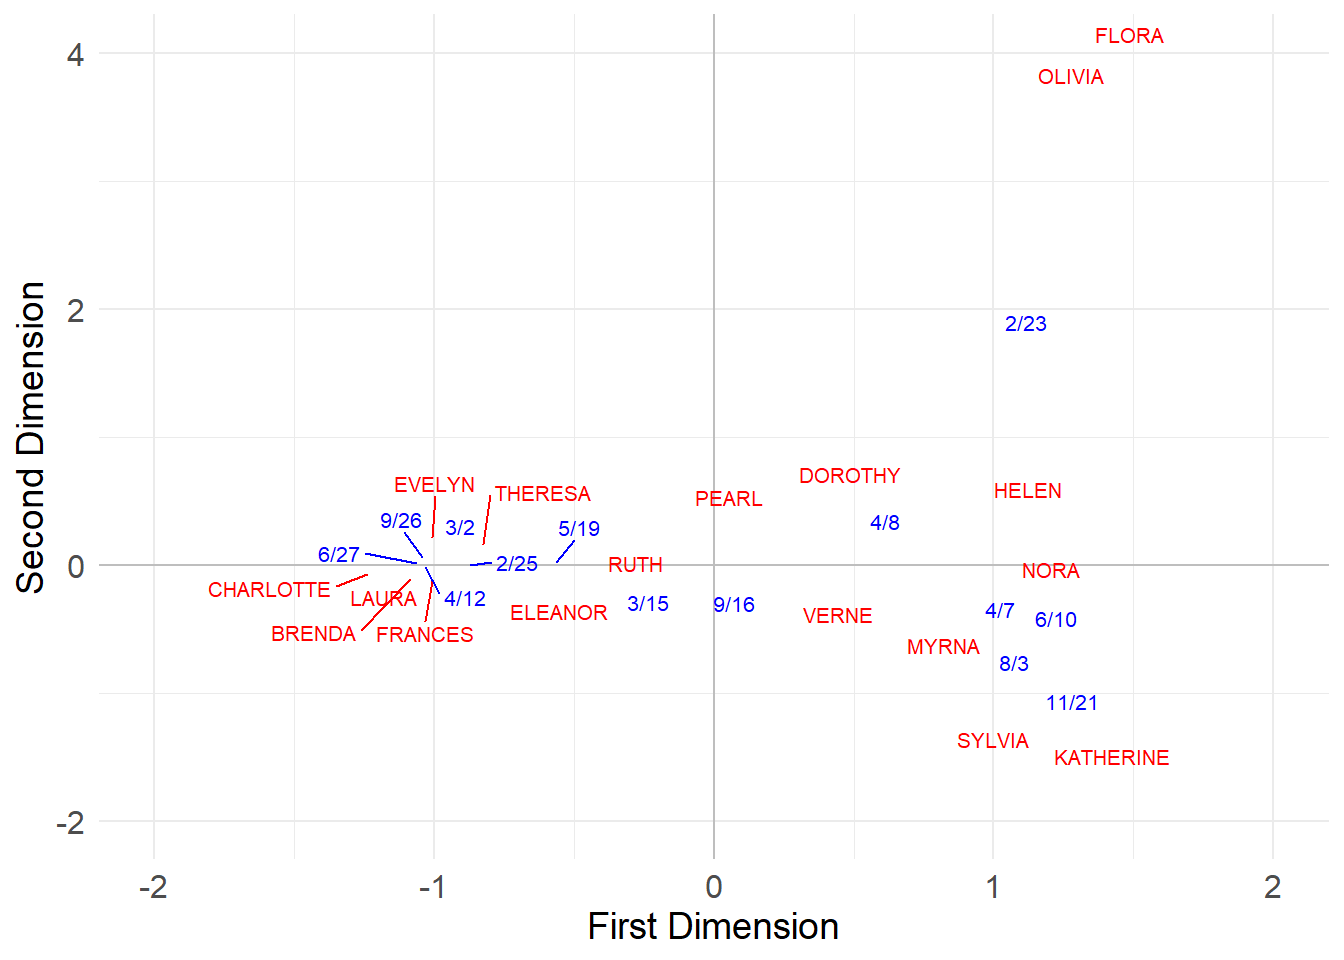 FLORA
4
OLIVIA
2
2/23
DOROTHY
EVELYN
THERESA
PEARL
HELEN
9/26
3/2
5/19
4/8
6/27
2/25
RUTH
0
NORA
CHARLOTTE
LAURA
4/12
ELEANOR
3/15
9/16
VERNE
4/7
6/10
BRENDA
FRANCES
MYRNA
8/3
11/21
SYLVIA
KATHERINE
-2
Second Dimension
-2 -1 0 1 2
First Dimension